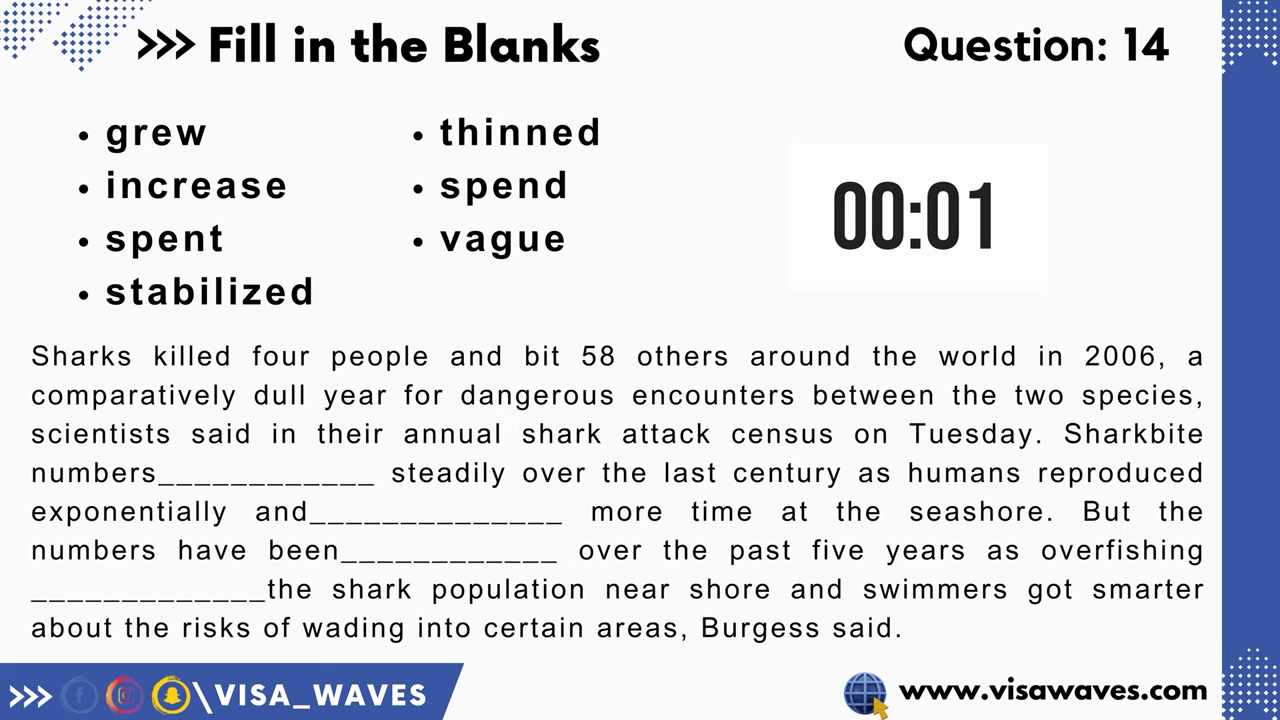 >>> Fill in the Blanks
Question: 14
• grew
• increase
• spent
• stabilized
• thinned
• spend
• vague
00:01
Sharks killed four people and bit 58 others around the world in 2006, a
comparatively dull year for dangerous encounters between the two species,
scientists said in their annual shark attack census on Tuesday. Sharkbite
numbers____________ steadily over the last century as humans reproduced
exponentially and______________ more time at the seashore. But the
numbers have been____________ over the past five years as overfishing
_____________the shark population near shore and swimmers got smarter
about the risks of wading into certain areas, Burgess said.
>>> \VISA_WAVES
www.visawaves.com